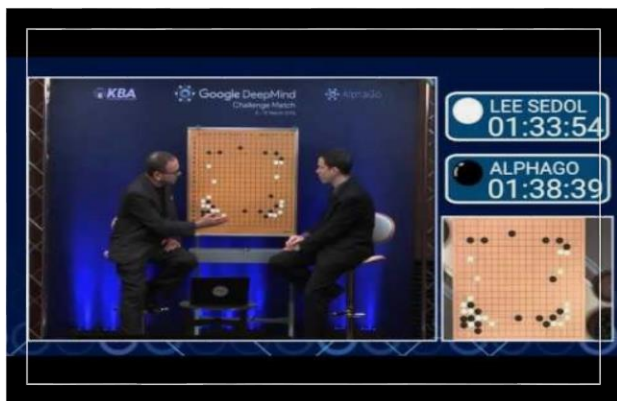 KBA
Google DeepMind
Challenge Match
AlphaGo
LEE SEDOL
01:33:54
ALPHAGO
01:38:39